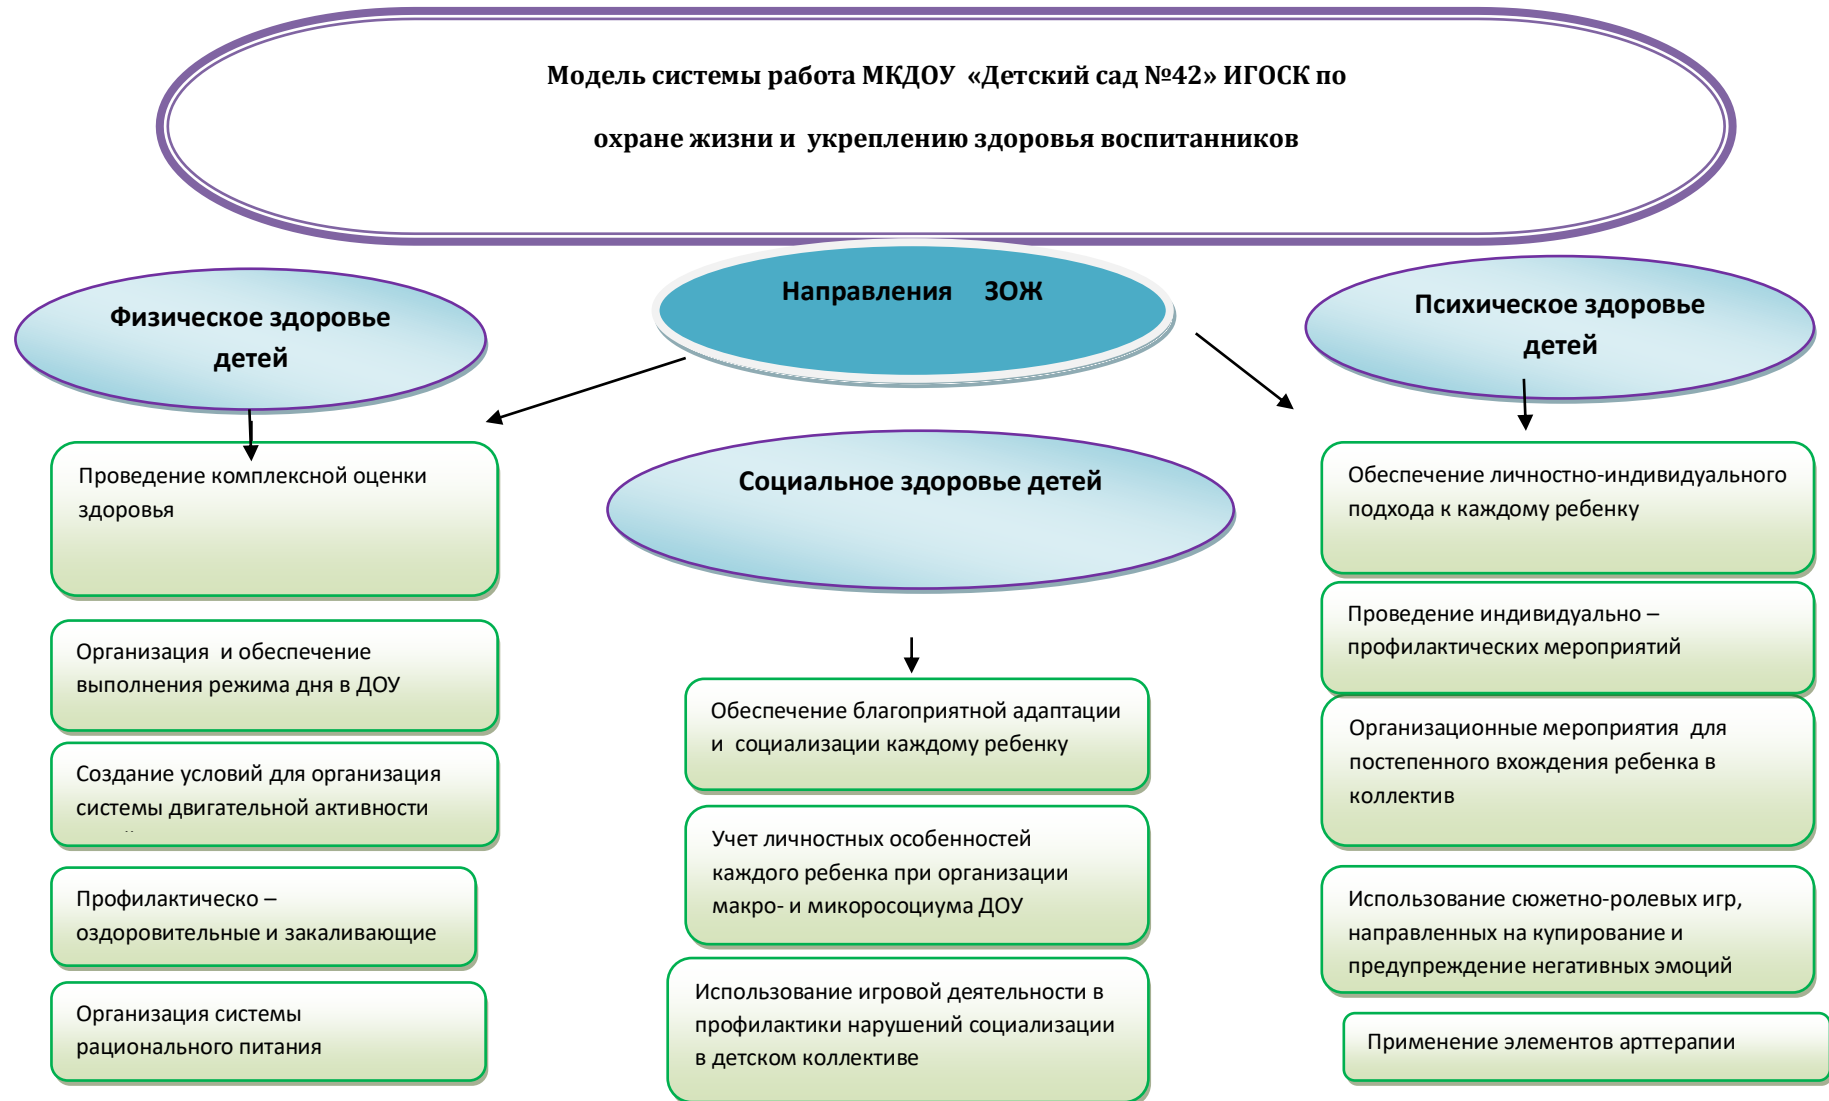 Модель системы работа МКДОУ «Детский сад №42» ИГОСК по
охране жизни и укреплению здоровья воспитанников
Направления ЗОЖ
Физическое здоровье
детей
Проведение комплексной оценки
здоровья
Организация и обеспечение
выполнения режима дня в ДОУ
Создание условий для организация
системы двигательной активности
Профилактическо –
оздоровительные и закаливающие
Организация системы
рационального питания
Социальное здоровье детей
Обеспечение благоприятной адаптации
и социализации каждому ребенку
Учет личностных особенностей
каждого ребенка при организации
макро- и микоросоциума ДОУ
Использование игровой деятельности в
профилактики нарушений социализации
в детском коллективе
Психическое здоровье
детей
Обеспечение личностно-индивидуального
подхода к каждому ребенку
Проведение индивидуально –
профилактических мероприятий
Организационные мероприятия для
постепенного вхождения ребенка в
коллектив
Использование сюжетно-ролевых игр,
направленных на купирование и
предупреждение негативных эмоций
Применение элементов арттерапии